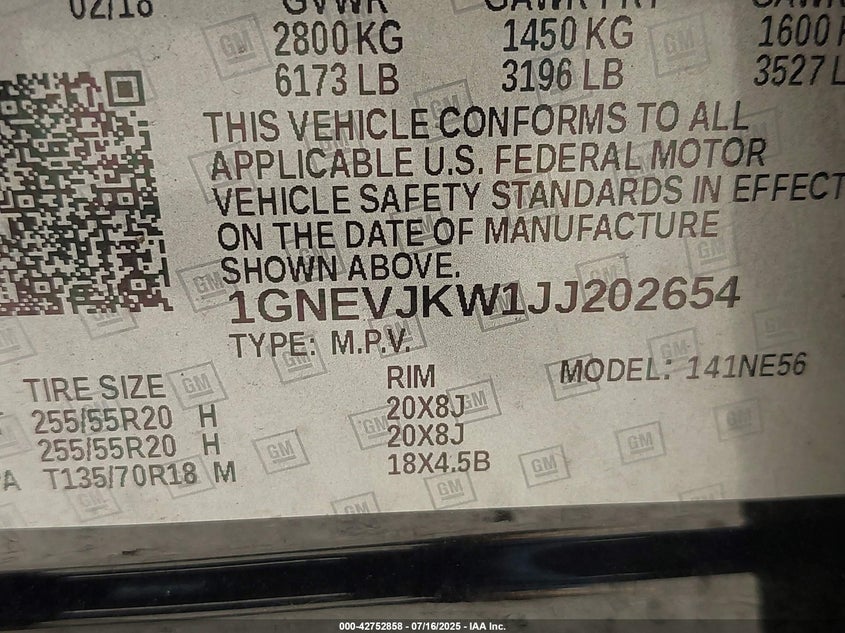 02/18 GVWR GAWR FRT GAWR
2800 KG 1450 KG 1600 K
6173 LB 3196 LB 3527 L
THIS VEHICLE CONFORMS TO ALL
APPLICABLE U.S. FEDERAL MOTOR
VEHICLE SAFETY STANDARDS IN EFFECT
ON THE DATE OF MANUFACTURE
SHOWN ABOVE.
1GNEVJKW1JJ202654
TYPE: M.P.V. MODEL: 141NE56
TIRE SIZE RIM
255/55R20 H 20X8J
255/55R20 H 20X8J
A T135/70R18 M 18X4.5B
000-42752858 - 07/16/2025 - IAA Inc.